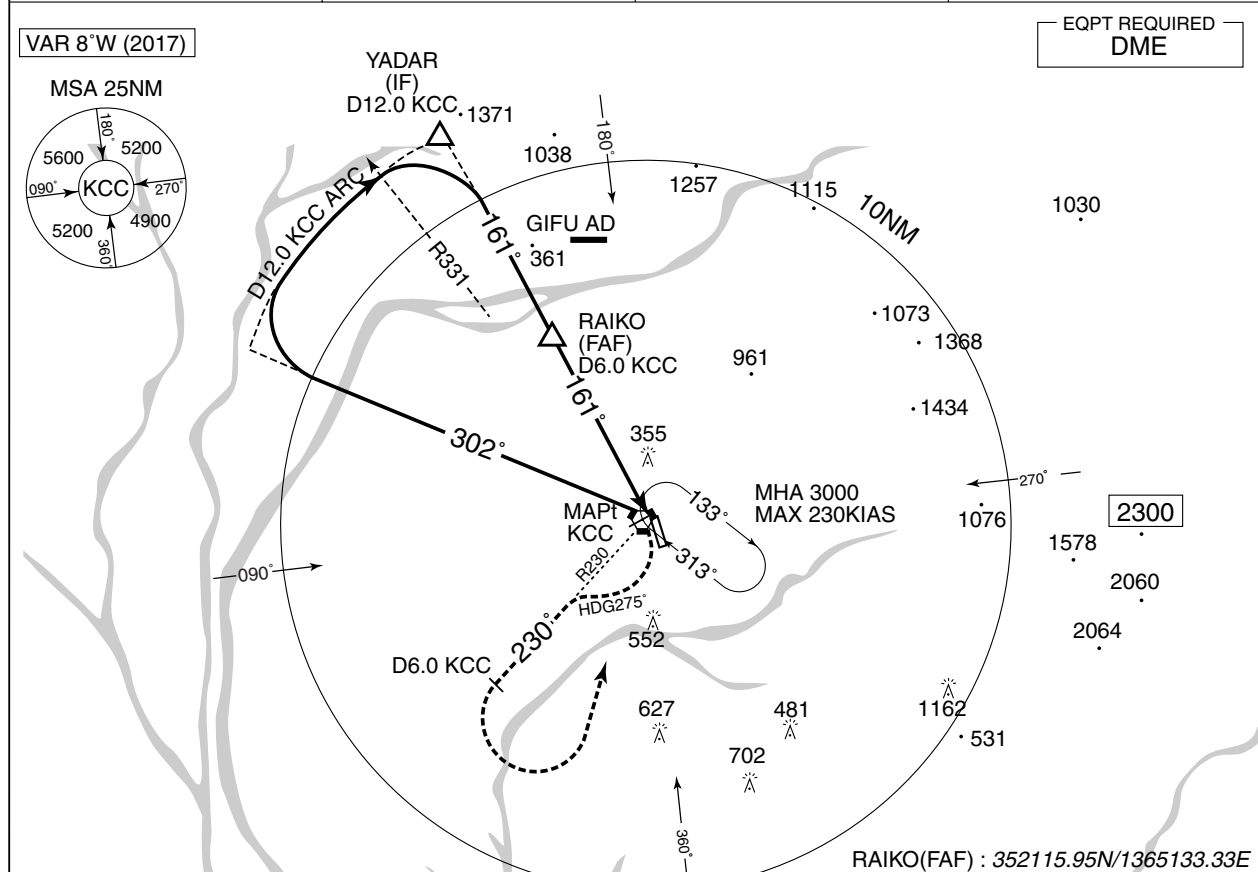 VAR 8°W (2017)
EQPT REQUIRED
DME
MSA 25NM
180°
5600
5200
090°
KCC
270°
5200
4900
360°
YADAR
(IF)
D12.0 KCC
1371
1038
180°
1257
1115
10NM
1030
D12.0 KCC ARC
R331
161°
GIFU AD
361
RAIKO
(FAF)
D6.0 KCC
1073
1368
961
161°
1434
302°
355
MHA 3000
MAX 230KIAS
133°
313°
270°
1076
2300
1578
2060
2064
MAPt
KCC
R230
090°
HDG275°
230°
552
D6.0 KCC
627
481
702
1162
531
360°
RAIKO(FAF) : 352115.95N/1365133.33E